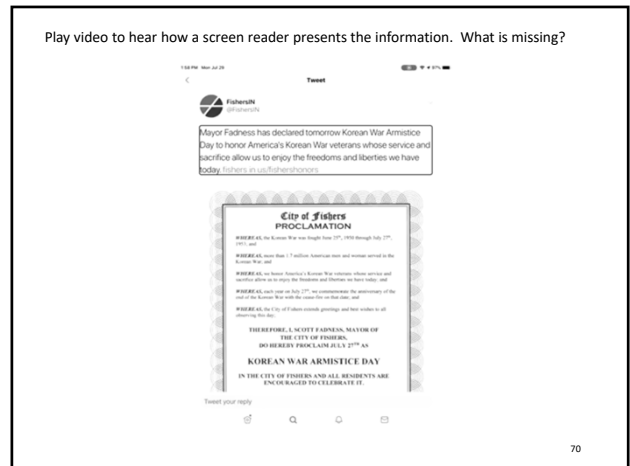 Play video to hear how a screen reader presents the information.  What is missing?
1:58 PM Mon Jul 29
97%
Tweet
FishersIN
@FishersIN
Mayor Fadness has declared tomorrow Korean War Armistice
Day to honor America's Korean War veterans whose service and
sacrifice allow us to enjoy the freedoms and liberties we have
today. fishers.in.us/fishershonors
City of Fishers
PROCLAMATION
WHEREAS, the Korean War was fought June 25th, 1950 through July 27th,
1953; and
WHEREAS, more than 1.7 million American men and women served in the
Korean War; and
WHEREAS, we honor America's Korean War veterans whose service and
sacrifice allow us to enjoy the freedoms and liberties we have today; and
WHEREAS, each year on July 27th, we commemorate the anniversary of the
end of the Korean War with the cease-fire on that date; and
WHEREAS, the City of Fishers extends greetings and best wishes to all
observing this day.
THEREFORE, I, SCOTT FADNESS, MAYOR OF
THE CITY OF FISHERS,
DO HEREBY PROCLAIM JULY 27TH AS
KOREAN WAR ARMISTICE DAY
IN THE CITY OF FISHERS AND ALL RESIDENTS ARE
ENCOURAGED TO CELEBRATE IT.
Tweet your reply
70